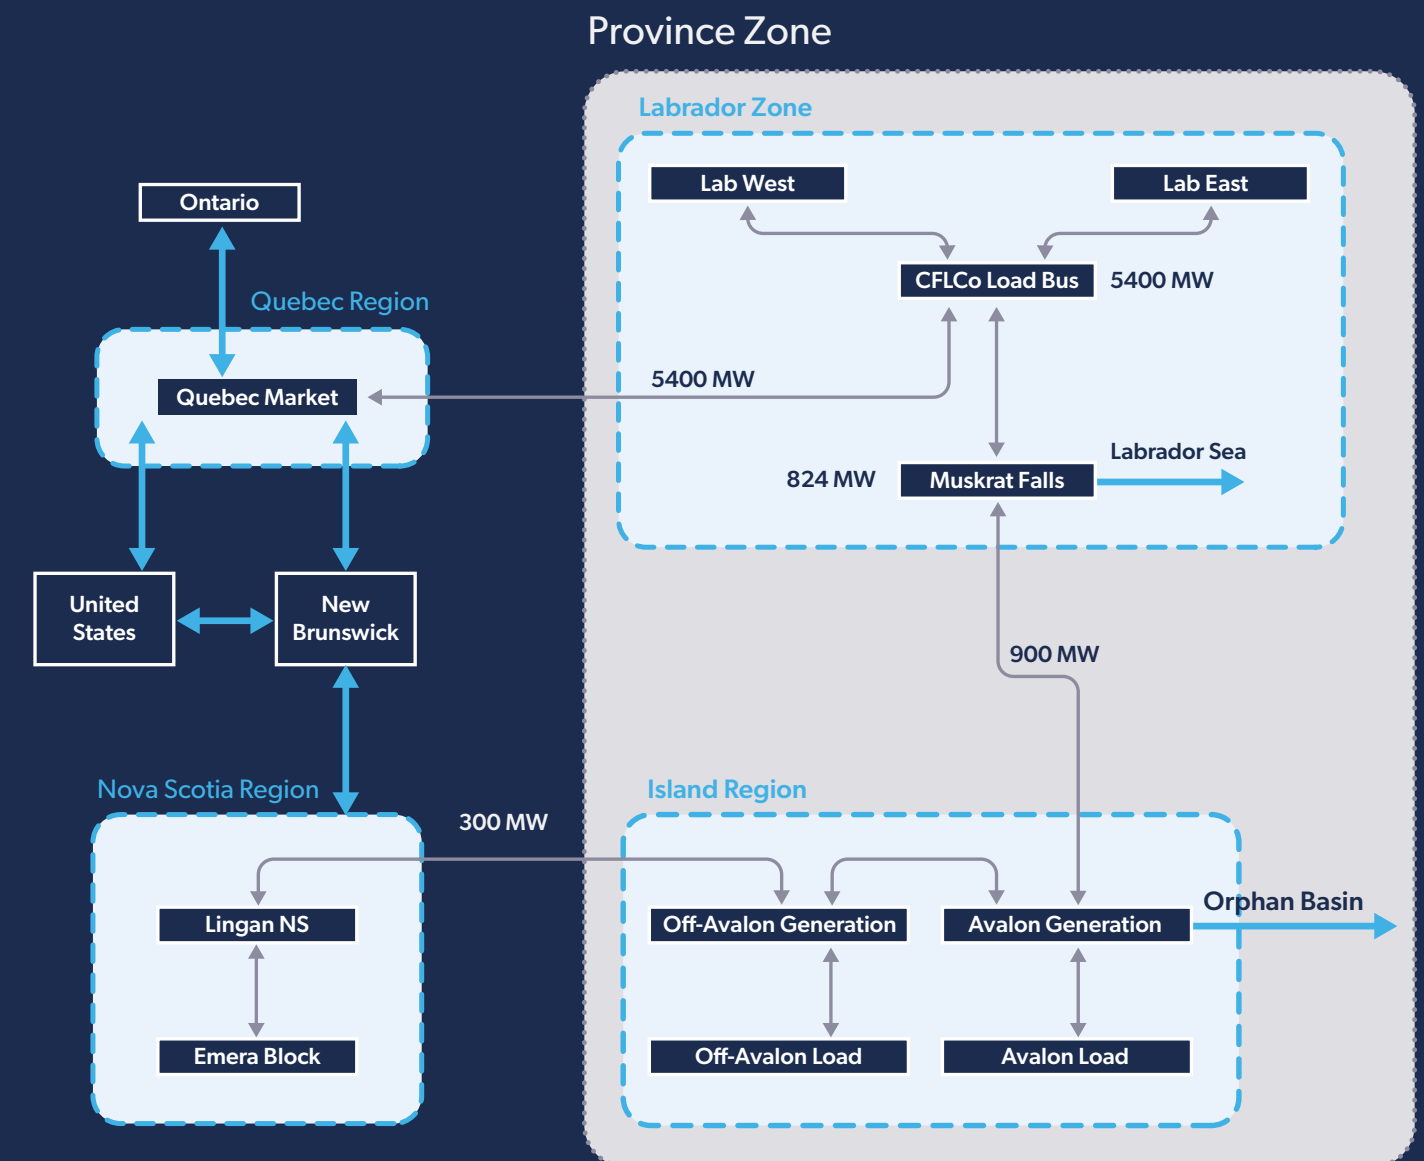 Province Zone
Labrador Zone
Lab West
Lab East
Ontario
CFLCo Load Bus
5400 MW
Quebec Region
5400 MW
Quebec Market
Labrador Sea
824 MW
Muskrat Falls
United
States
New
Brunswick
900 MW
Nova Scotia Region
Island Region
300 MW
Orphan Basin
Lingan NS
Off-Avalon Generation
Avalon Generation
Emera Block
Off-Avalon Load
Avalon Load